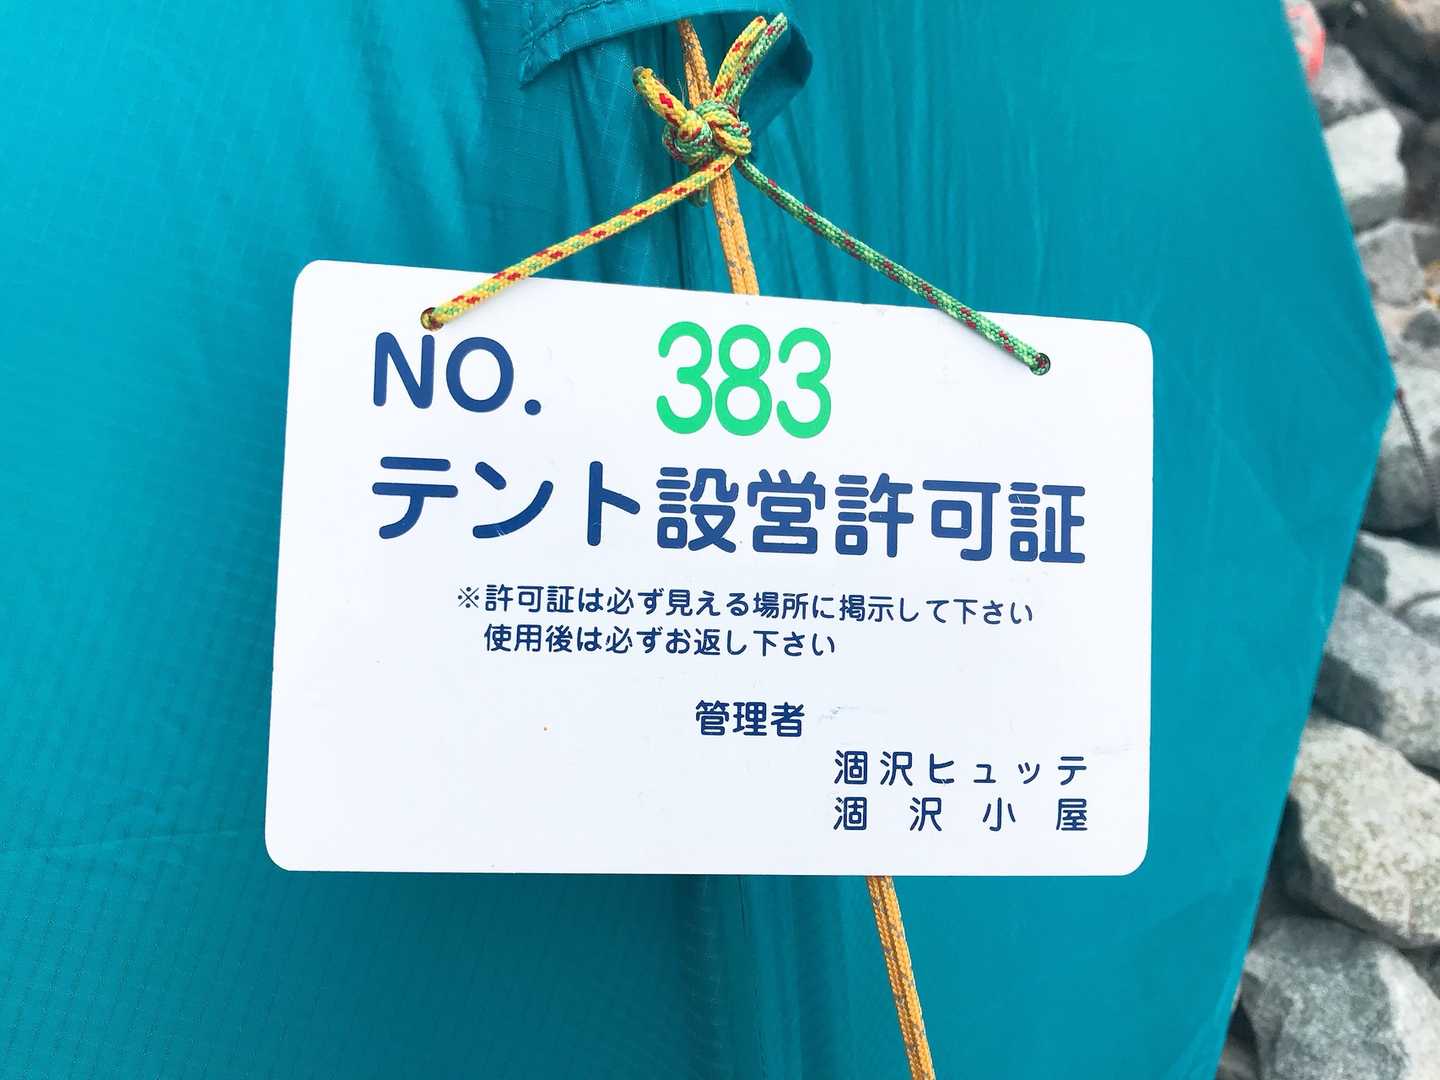 NO. 383
テント設営許可証
※許可証は必ず見える場所に掲示して下さい
使用後は必ずお返し下さい
管理者
涸沢ヒュッテ
涸沢小屋